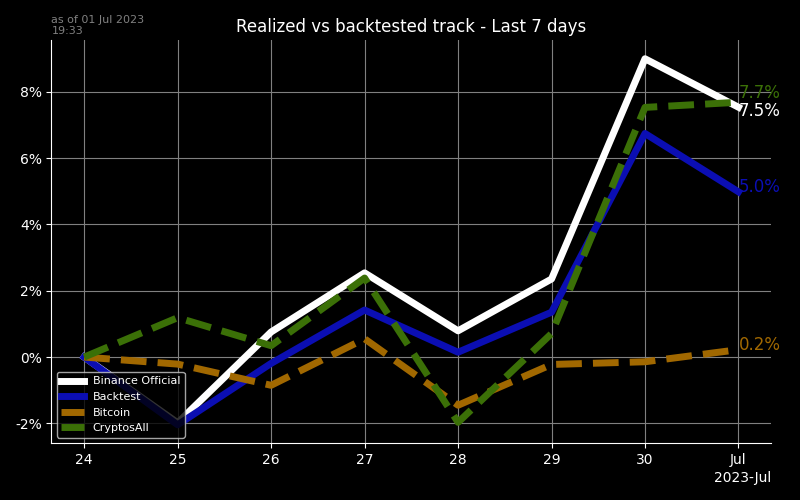 as of 01 Jul 2023
19:33
Realized and backtested track - Last 7 days
8%
6%
4%
2%
0%
-2%
7.7%
7.5%
5.0%
0.2%
Binance Official
Backtest
Bitcoin
CryptosAll
24 25 26 27 28 29 30 Jul
2023-Jul